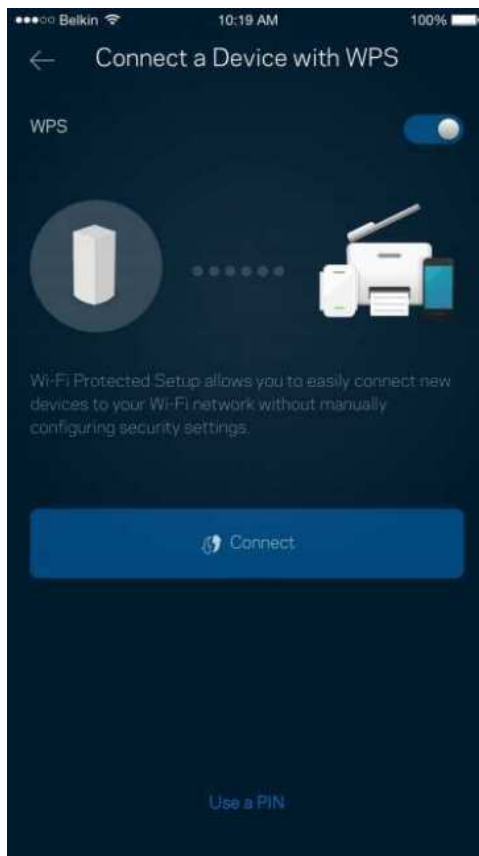 Belkin 10:19 AM 100%
Connect a Device with WPS
WPS
Wi-Fi Protected Setup allows you to easily connect new
devices to your Wi-Fi network without manually
configuring security settings.
Connect
Use a PIN